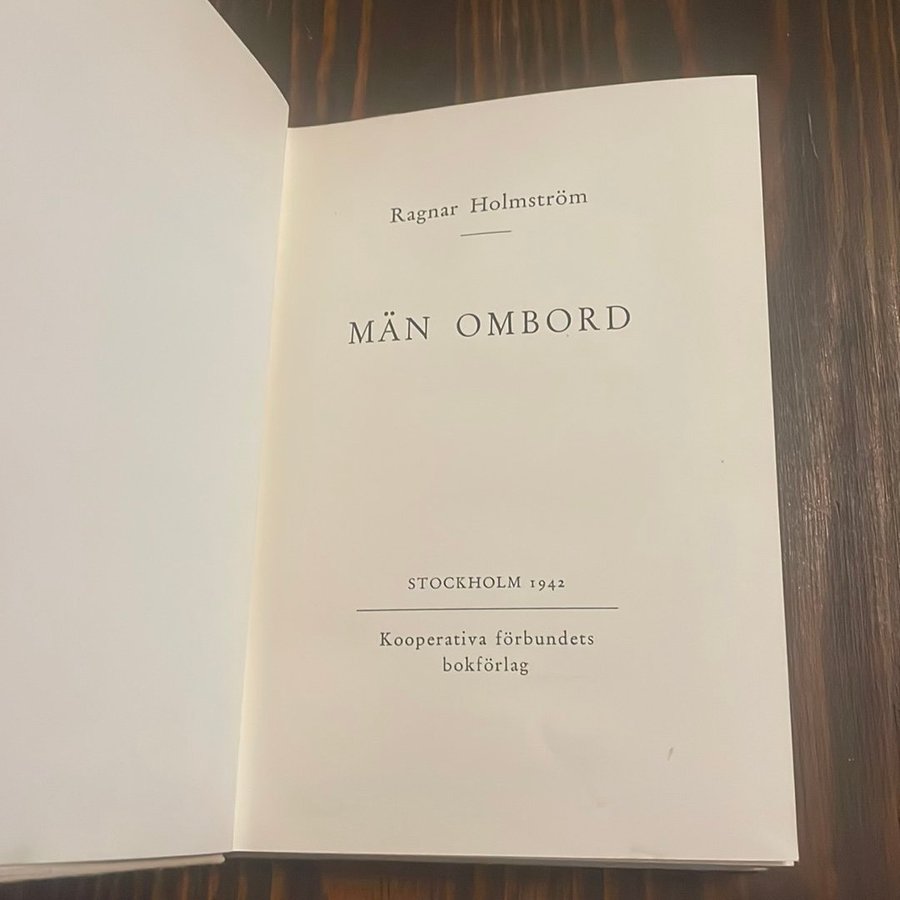 Ragnar Holmström
MÄN OMBORD
STOCKHOLM 1942
Kooperativa förbundets
bokförlag